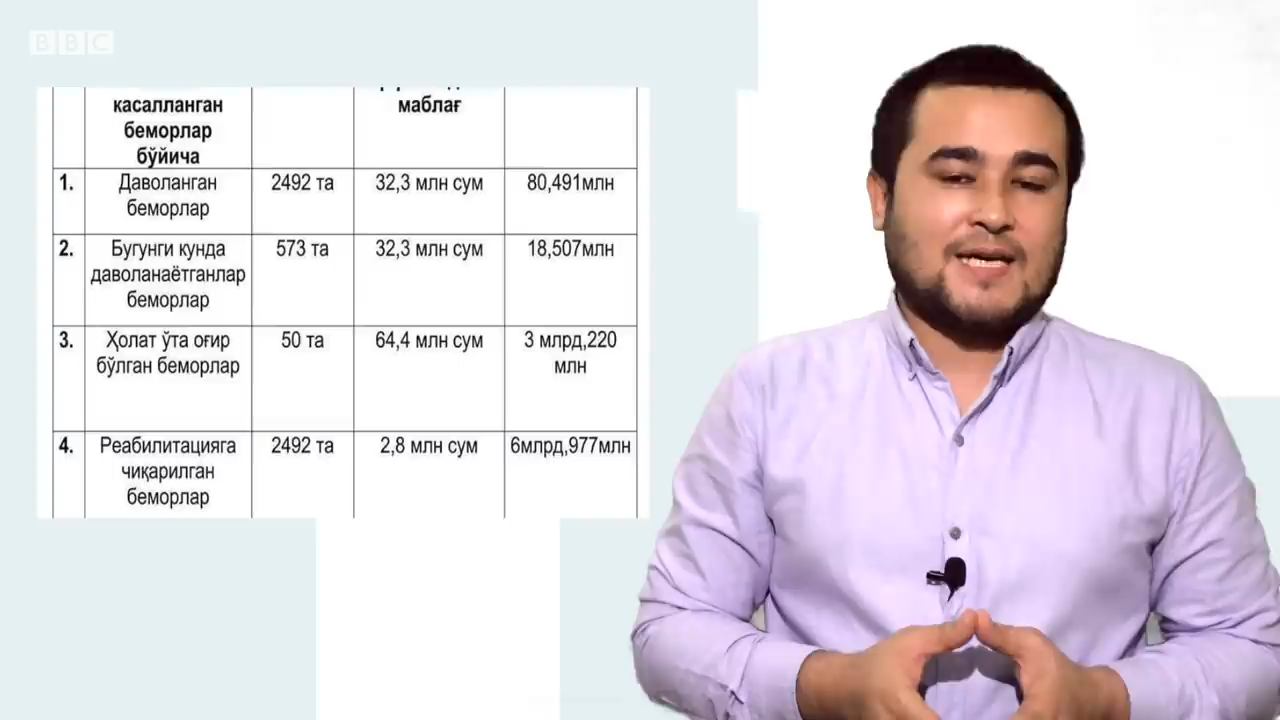 BBC
касалланган
беморлар
бўйича
маблағ
1. Даволанган 2492 та 32,3 млн сум 80,491млн
беморлар
2. Бугунги кунда 573 та 32,3 млн сум 18,507млн
даволанаётганлар
беморлар
3. Ҳолат ўта оғир 50 та 64,4 млн сум 3 млрд,220
бўлган беморлар млн
4. Реабилитацияга 2492 та 2,8 млн сум 6млрд,977млн
чиқарилган
беморлар